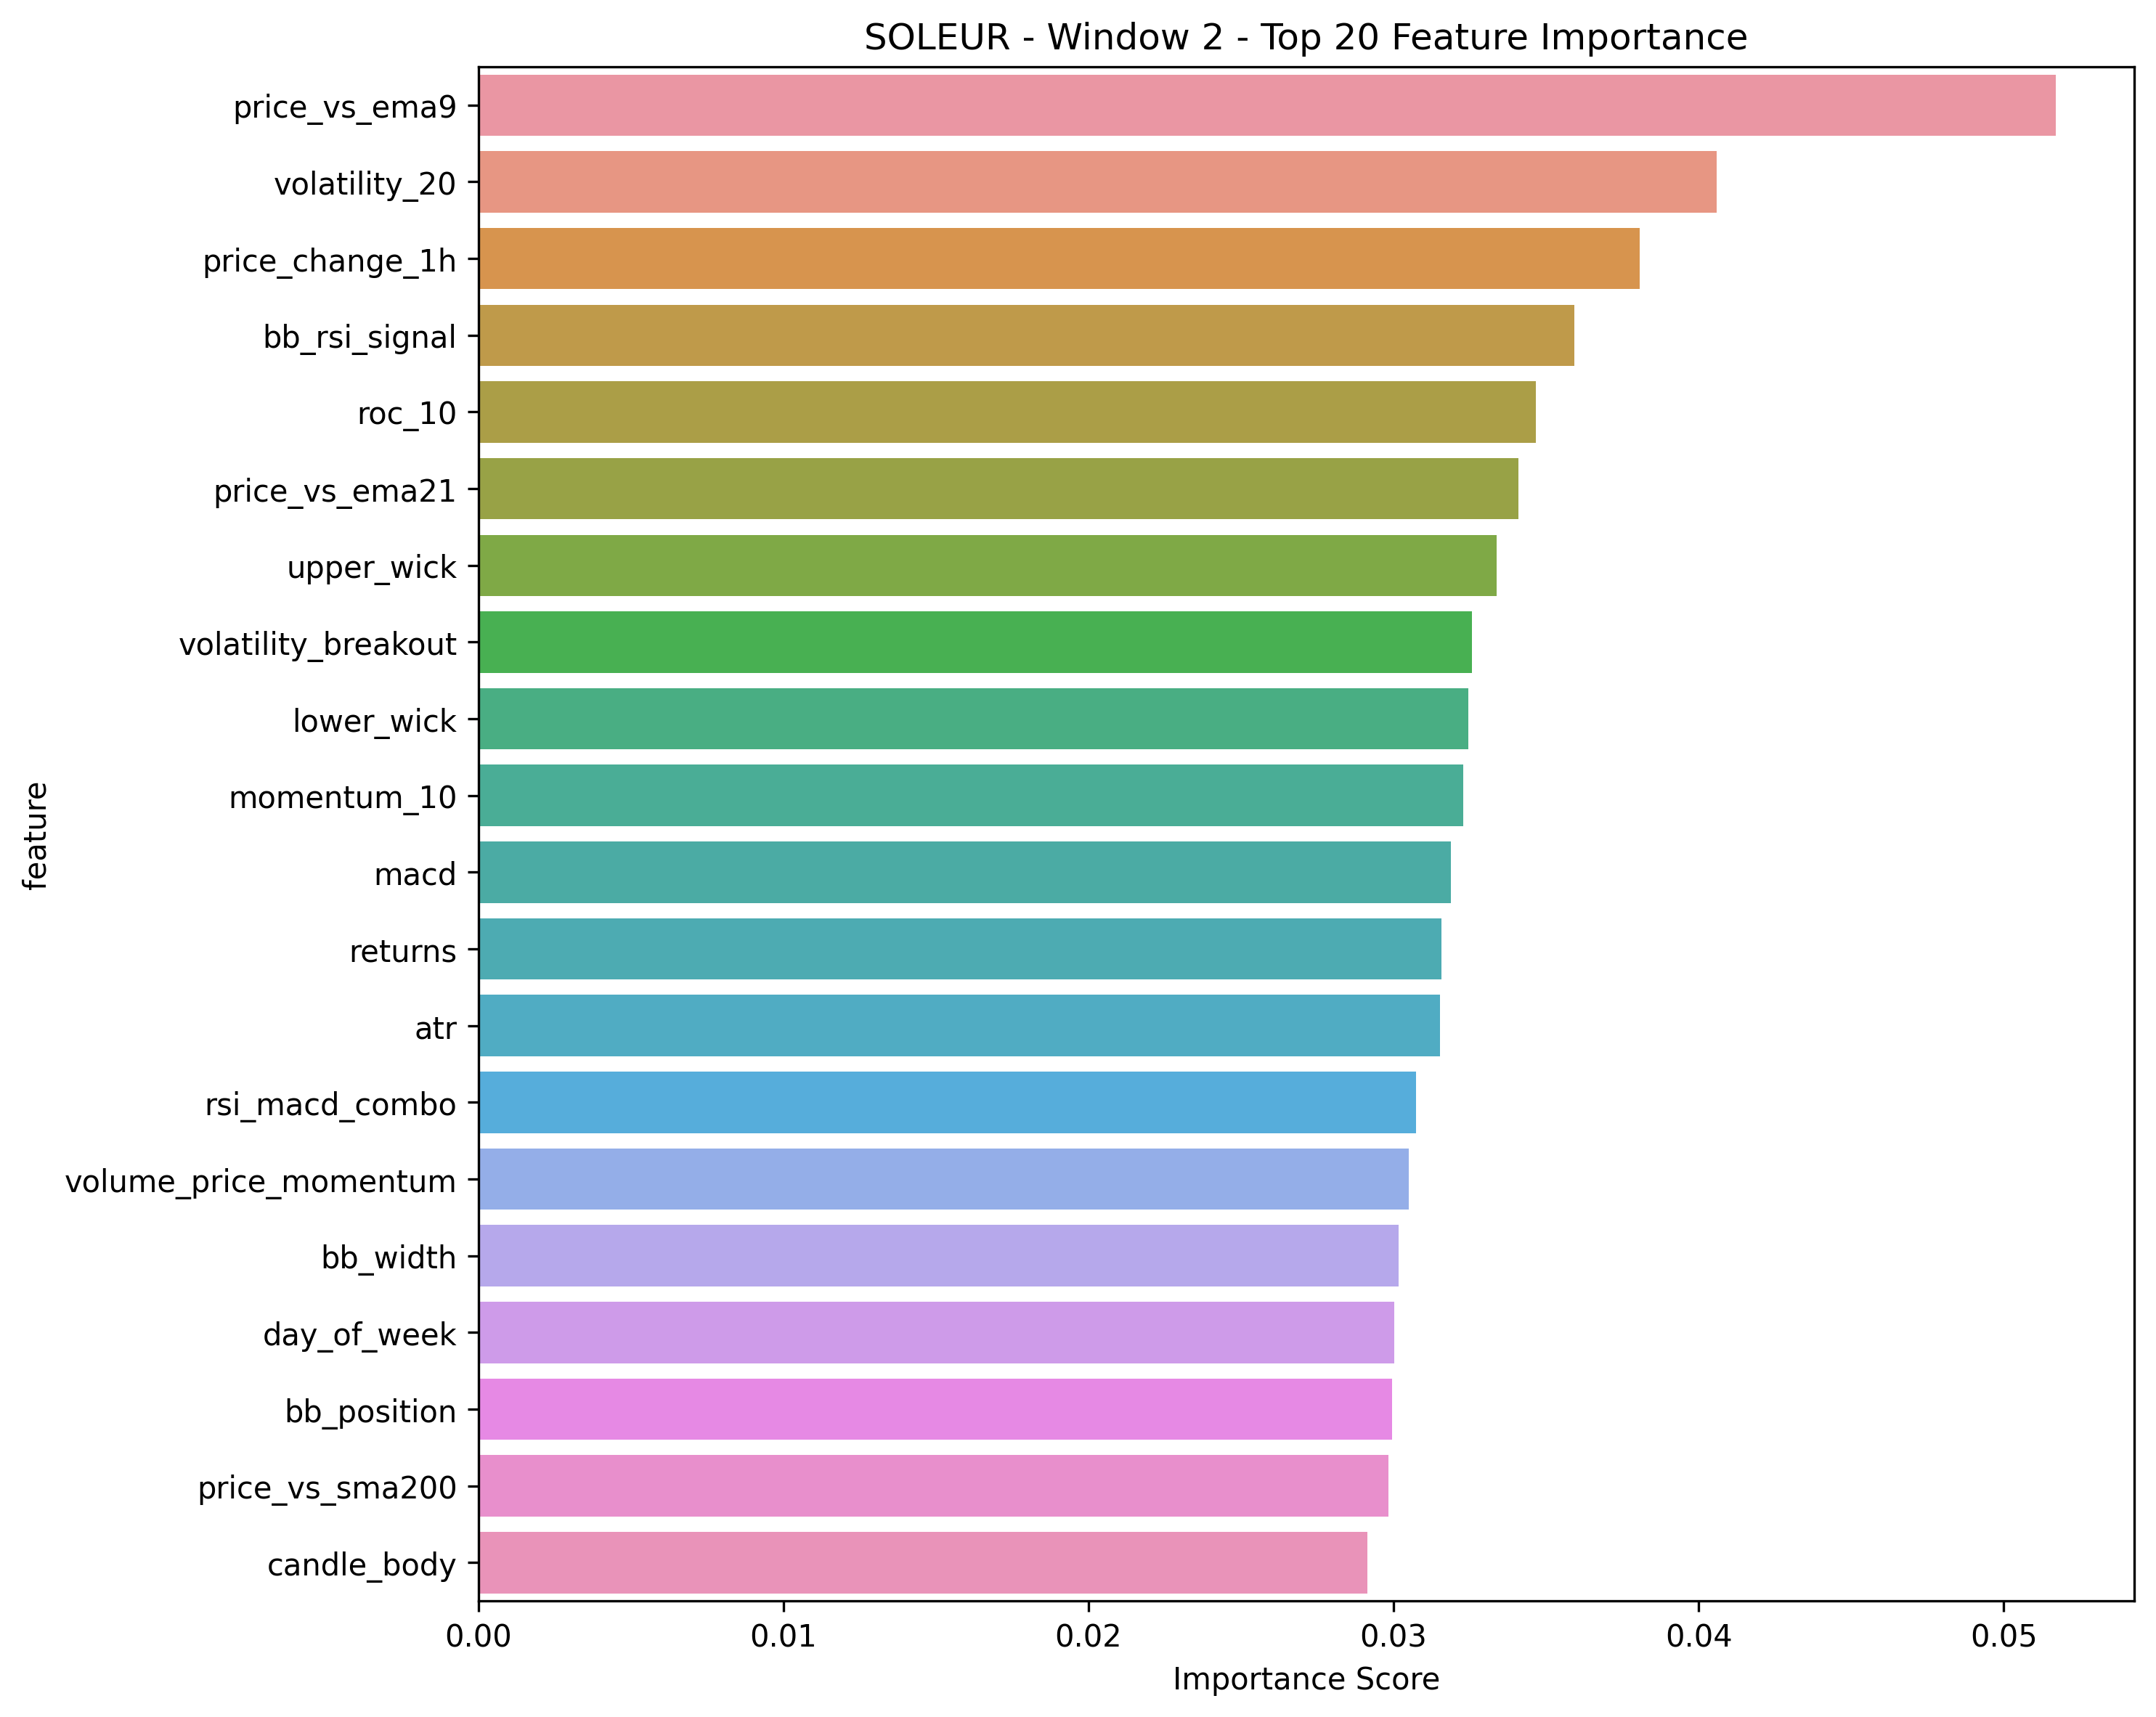 SOLEUR - Window 2 - Top 20 Feature Importance
price_vs_ema9
volatility_20
price_change_1h
bb_rsi_signal
roc_10
price_vs_ema21
upper_wick
volatility_breakout
lower_wick
momentum_10
macd
returns
atr
rsi_macd_combo
volume_price_momentum
bb_width
day_of_week
bb_position
price_vs_sma200
candle_body
feature
0.00 0.01 0.02 0.03 0.04 0.05
Importance Score